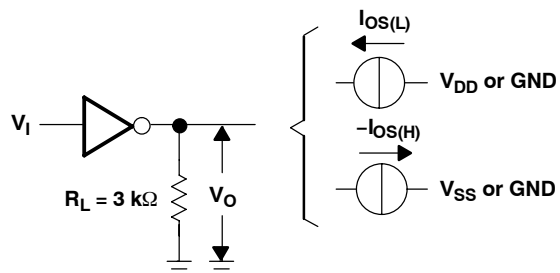 I_OS(L)
V_DD or GND
V_I
–I_OS(H)
R_L = 3 kΩ
V_O
V_SS or GND